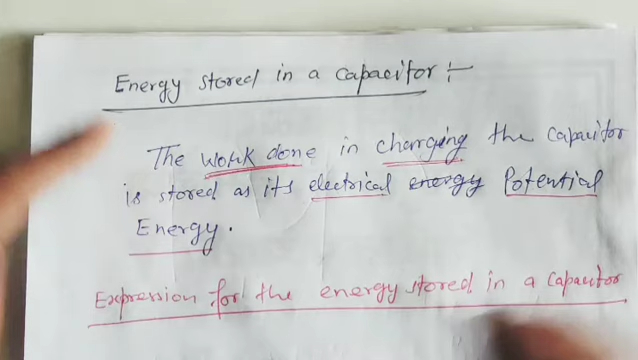 Energy stored in a capacitor :-
The work done in charging the capacitor
is stored as its electrical energy Potential
Energy.
Expression for the energy stored in a capacitor